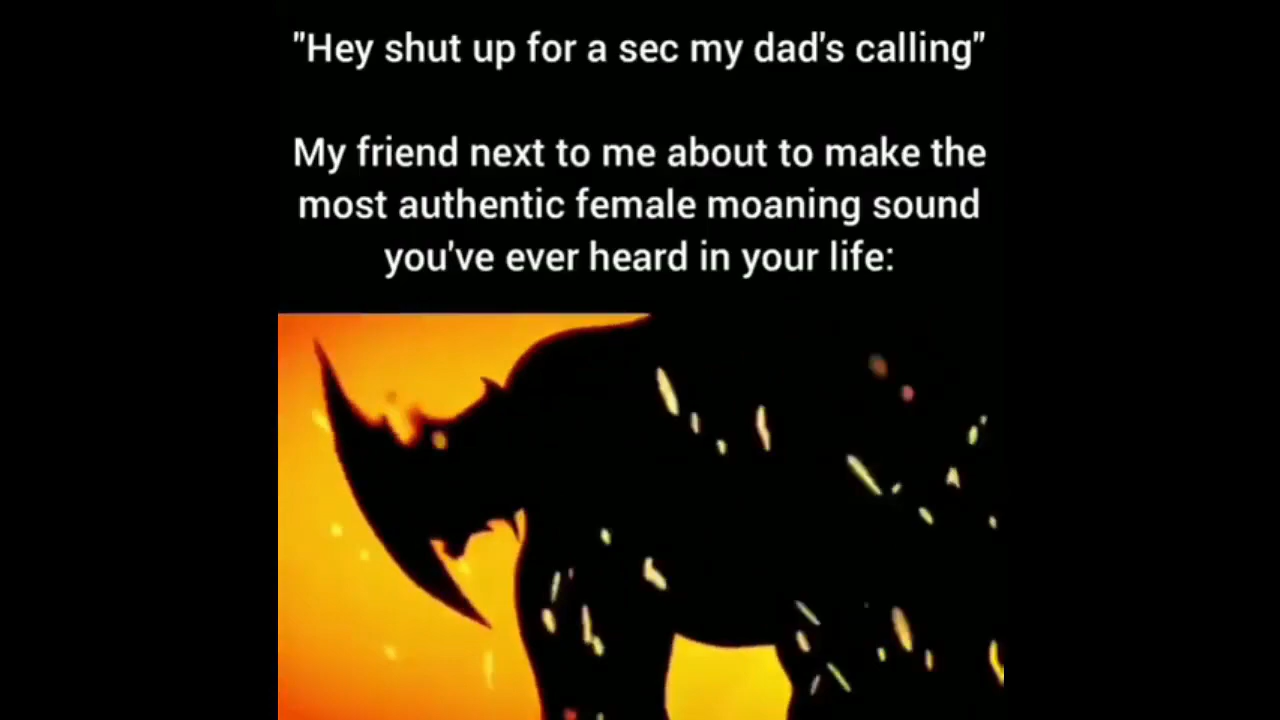 "Hey shut up for a sec my dad's calling"
My friend next to me about to make the
most authentic female moaning sound
you've ever heard in your life: